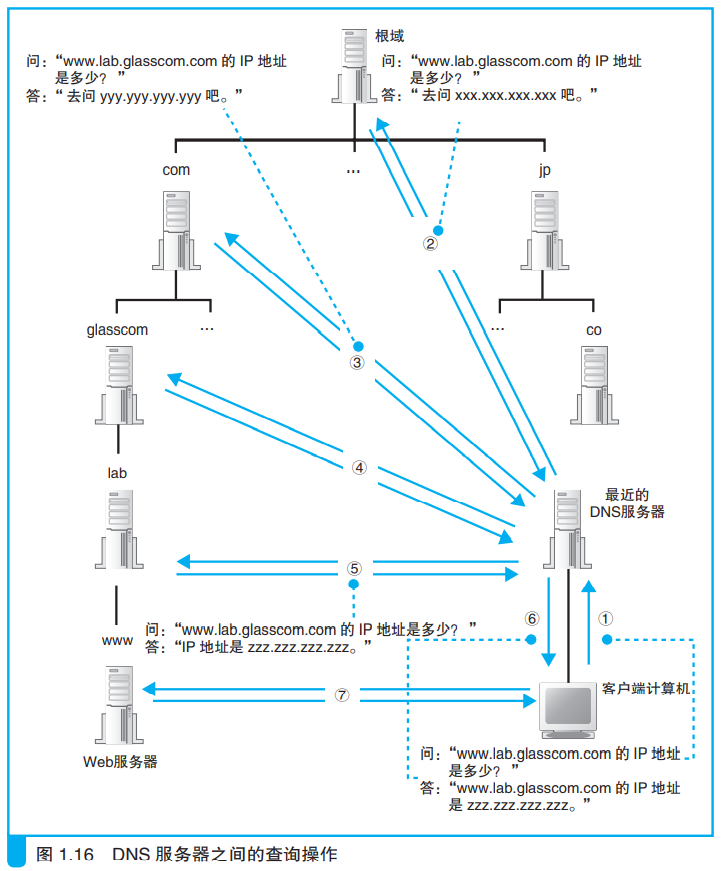 根域
问：“www.lab.glasscom.com 的 IP 地址
是多少？ ”
答：“ 去问 yyy.yyy.yyy.yyy 吧。”
问：“www.lab.glasscom.com 的 IP 地址
是多少？ ”
答：“ 去问 xxx.xxx.xxx.xxx 吧。”
com
...
jp
②
glasscom
...
...
co
③
④
lab
最近的
DNS服务器
⑤
⑥
①
www
问：“www.lab.glasscom.com 的 IP 地址是多少？ ”
答：“IP 地址是 zzz.zzz.zzz.zzz。”
⑦
客户端计算机
Web服务器
问：“www.lab.glasscom.com 的 IP 地址
是多少？ ”
答：“www.lab.glasscom.com 的 IP 地址
是 zzz.zzz.zzz.zzz。”
图 1.16 DNS 服务器之间的查询操作